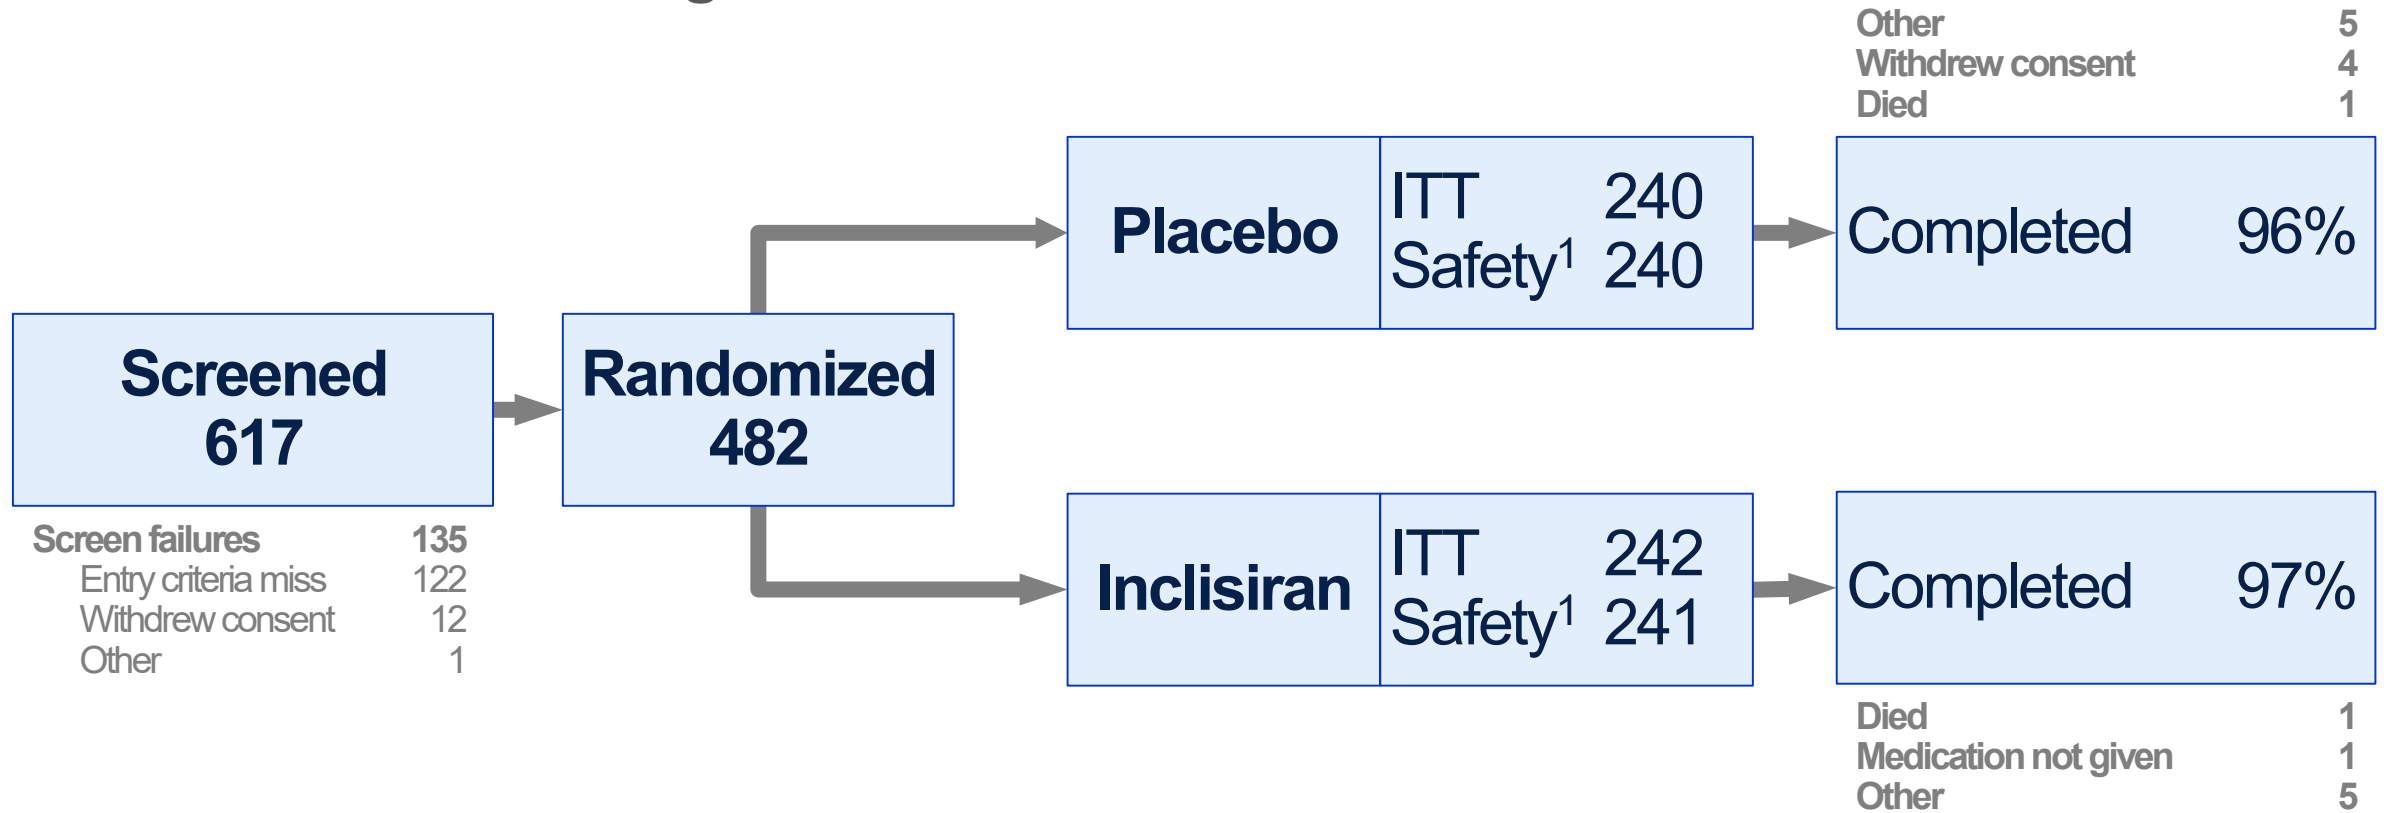 Other 5
Withdrew consent 4
Died 1
Placebo
ITT 240
Safety¹ 240
Completed 96%
Screened
617
Randomized
482
Screen failures 135
Entry criteria miss 122
Withdrew consent 12
Other 1
Inclisiran
ITT 242
Safety¹ 241
Completed 97%
Died 1
Medication not given 1
Other 5